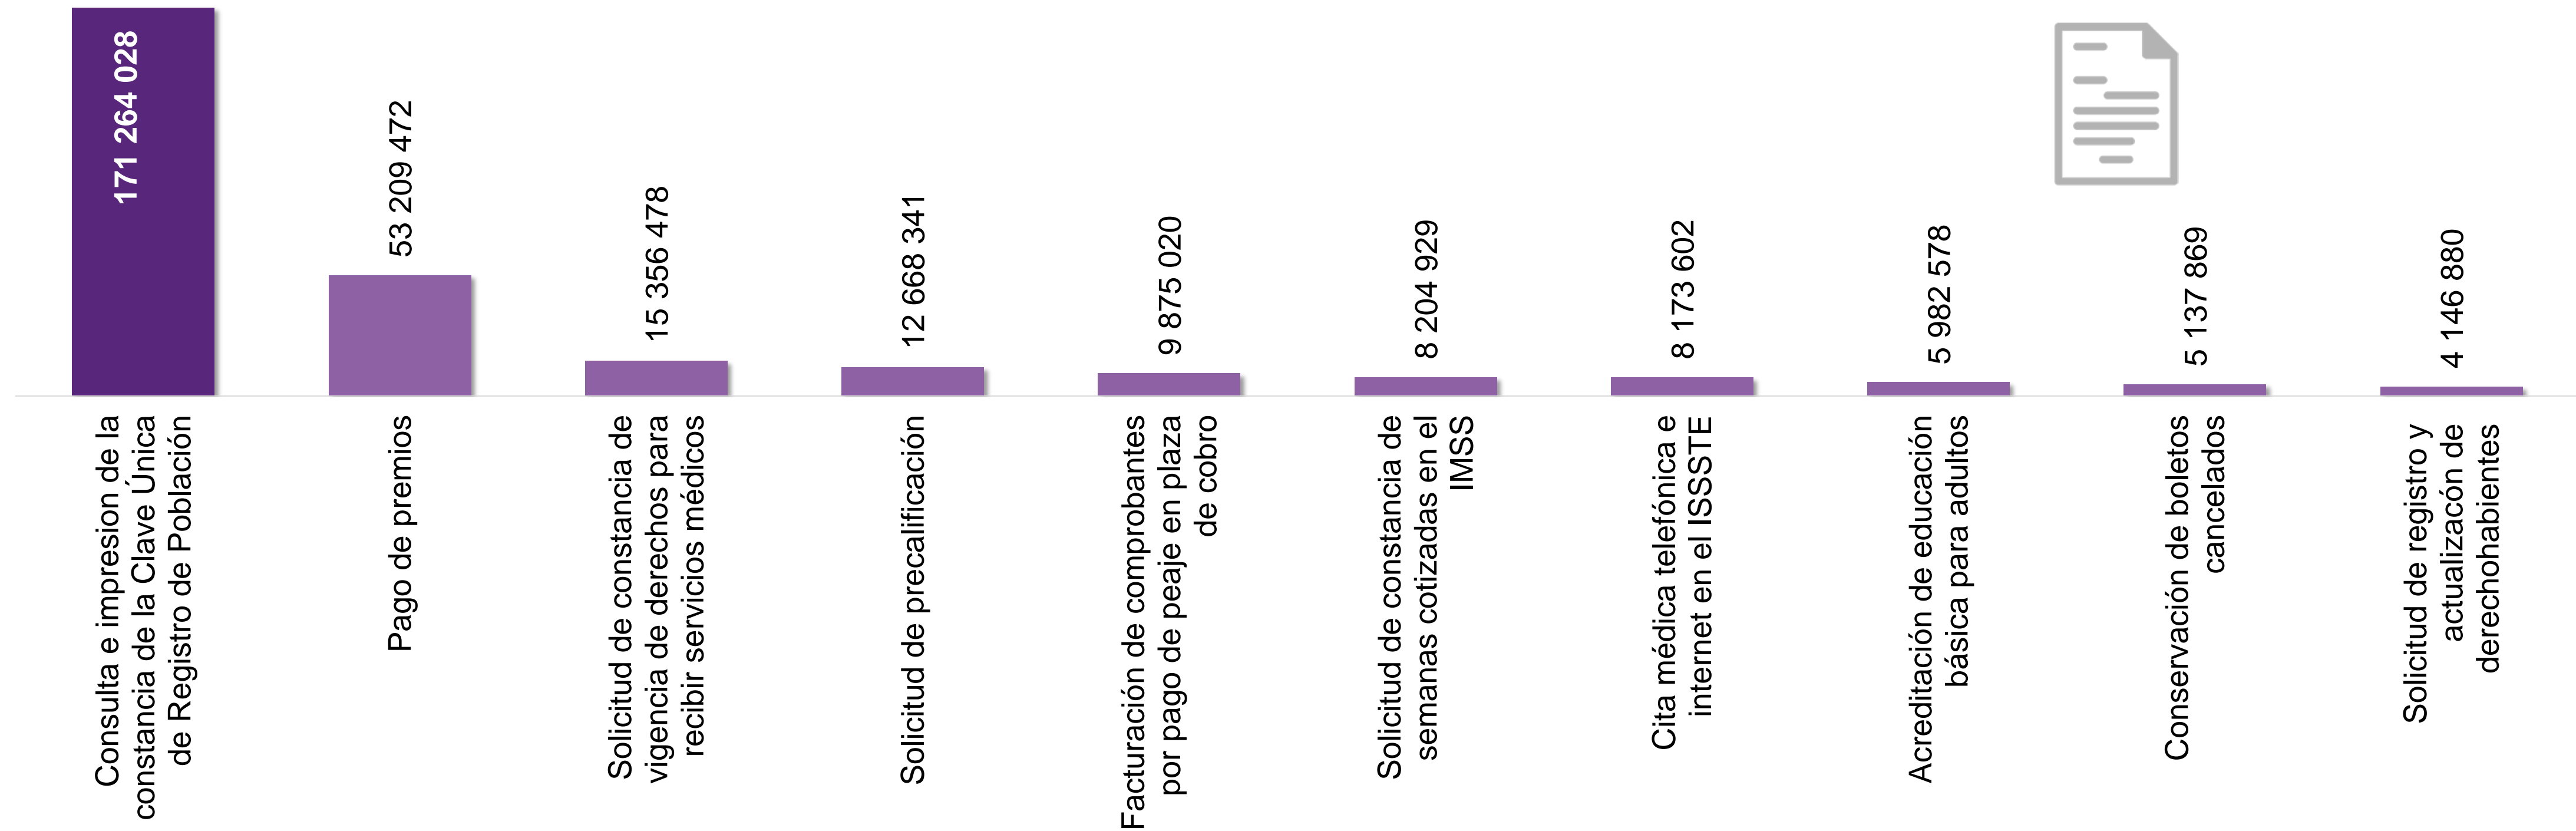 171 264 028
53 209 472
15 356 478
12 668 341
9 875 020
8 204 929
8 173 602
5 982 578
5 137 869
4 146 880
Consulta e impresion de la
constancia de la Clave Única
de Registro de Población
Pago de premios
Solicitud de constancia de
vigencia de derechos para
recibir servicios médicos
Solicitud de precalificación
Facturación de comprobantes
por pago de peaje en plaza
de cobro
Solicitud de constancia de
semanas cotizadas en el
IMSS
Cita médica telefónica e
internet en el ISSSTE
Acreditación de educación
básica para adultos
Conservación de boletos
cancelados
Solicitud de registro y
actualizacón de
derechohabientes